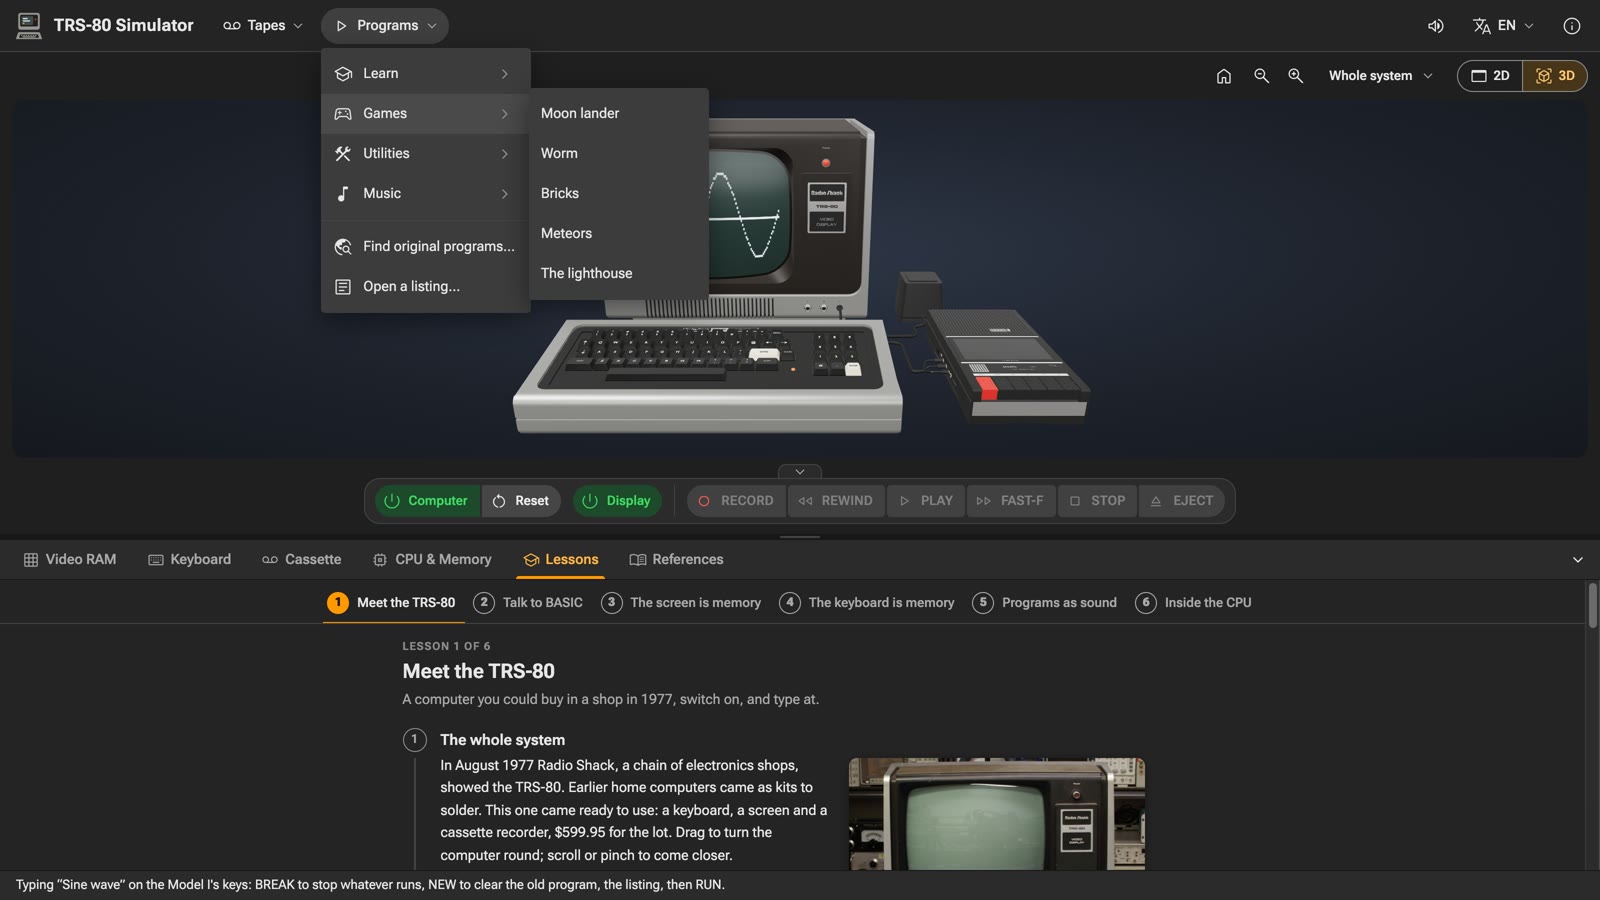 TRS-80 Simulator
Tapes
Programs
EN
Learn
Games
Utilities
Music
Find original programs...
Open a listing...
Moon lander
Worm
Bricks
Meteors
The lighthouse
Whole system
2D
3D
Radio Shack
TRS-80
VIDEO
DISPLAY
Computer
Reset
Display
RECORD
REWIND
PLAY
FAST-F
STOP
EJECT
Video RAM
Keyboard
Cassette
CPU & Memory
Lessons
References
1 Meet the TRS-80
2 Talk to BASIC
3 The screen is memory
4 The keyboard is memory
5 Programs as sound
6 Inside the CPU
LESSON 1 OF 6
Meet the TRS-80
A computer you could buy in a shop in 1977, switch on, and type at.
1 The whole system
In August 1977 Radio Shack, a chain of electronics shops,
showed the TRS-80. Earlier home computers came as kits to
solder. This one came ready to use: a keyboard, a screen and a
cassette recorder, $599.95 for the lot. Drag to turn the
computer round; scroll or pinch to come closer.
Radio Shack
Typing “Sine wave” on the Model I's keys: BREAK to stop whatever runs, NEW to clear the old program, the listing, then RUN.